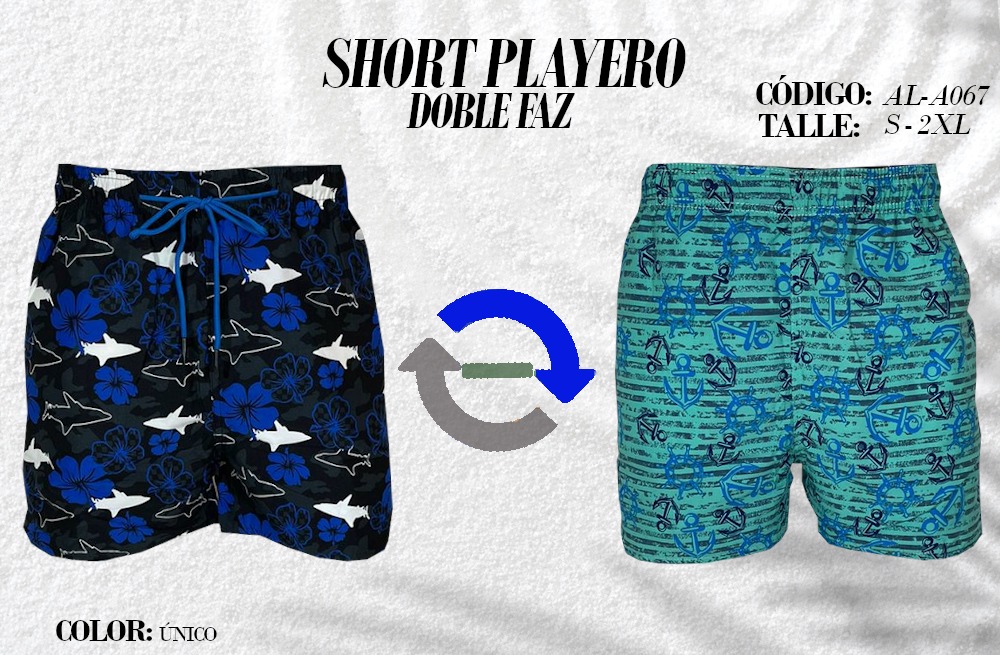 SHORT PLAYERO
DOBLE FAZ
CÓDIGO: AL-A067
TALLE: S - 2XL
COLOR: ÚNICO